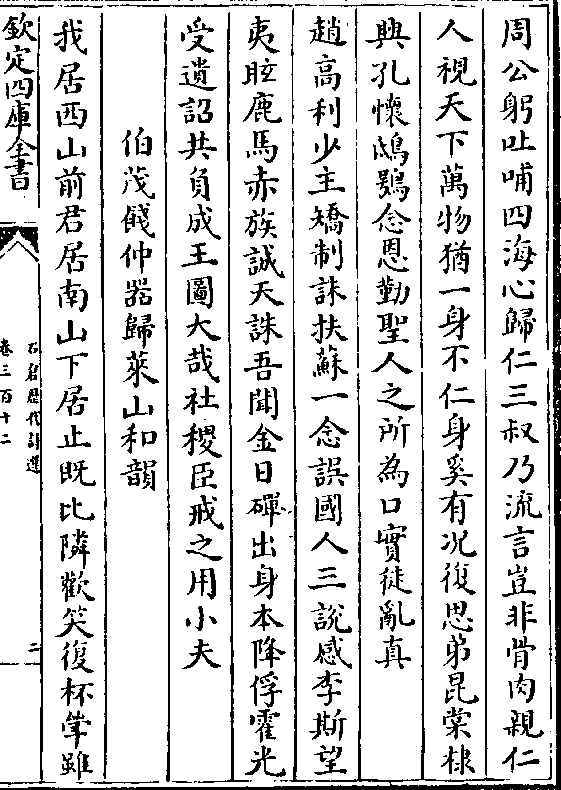 周公躬吐哺四海心歸仁三叔乃流言豈非骨肉親仁
人視天下萬物猶一身不仁身奚有况復思弟昆棠棣
興孔懷鴟鴞念恩勤聖人之所為口實徒亂真
趙高利少主矯制誅扶蘇一念誤國人三說惑李斯望
夷眩鹿馬赤族誠天誅吾聞金日磾出身本降俘霍光
受遺詔共負成王圖大哉社稷臣戒之用小夫
伯茂餞仲器歸萊山和韻
我居西山前君居南山下居止既比隣歡笑復杯斚雖
欽定四庫全書
石倉歷代詩選
卷三百十二
二